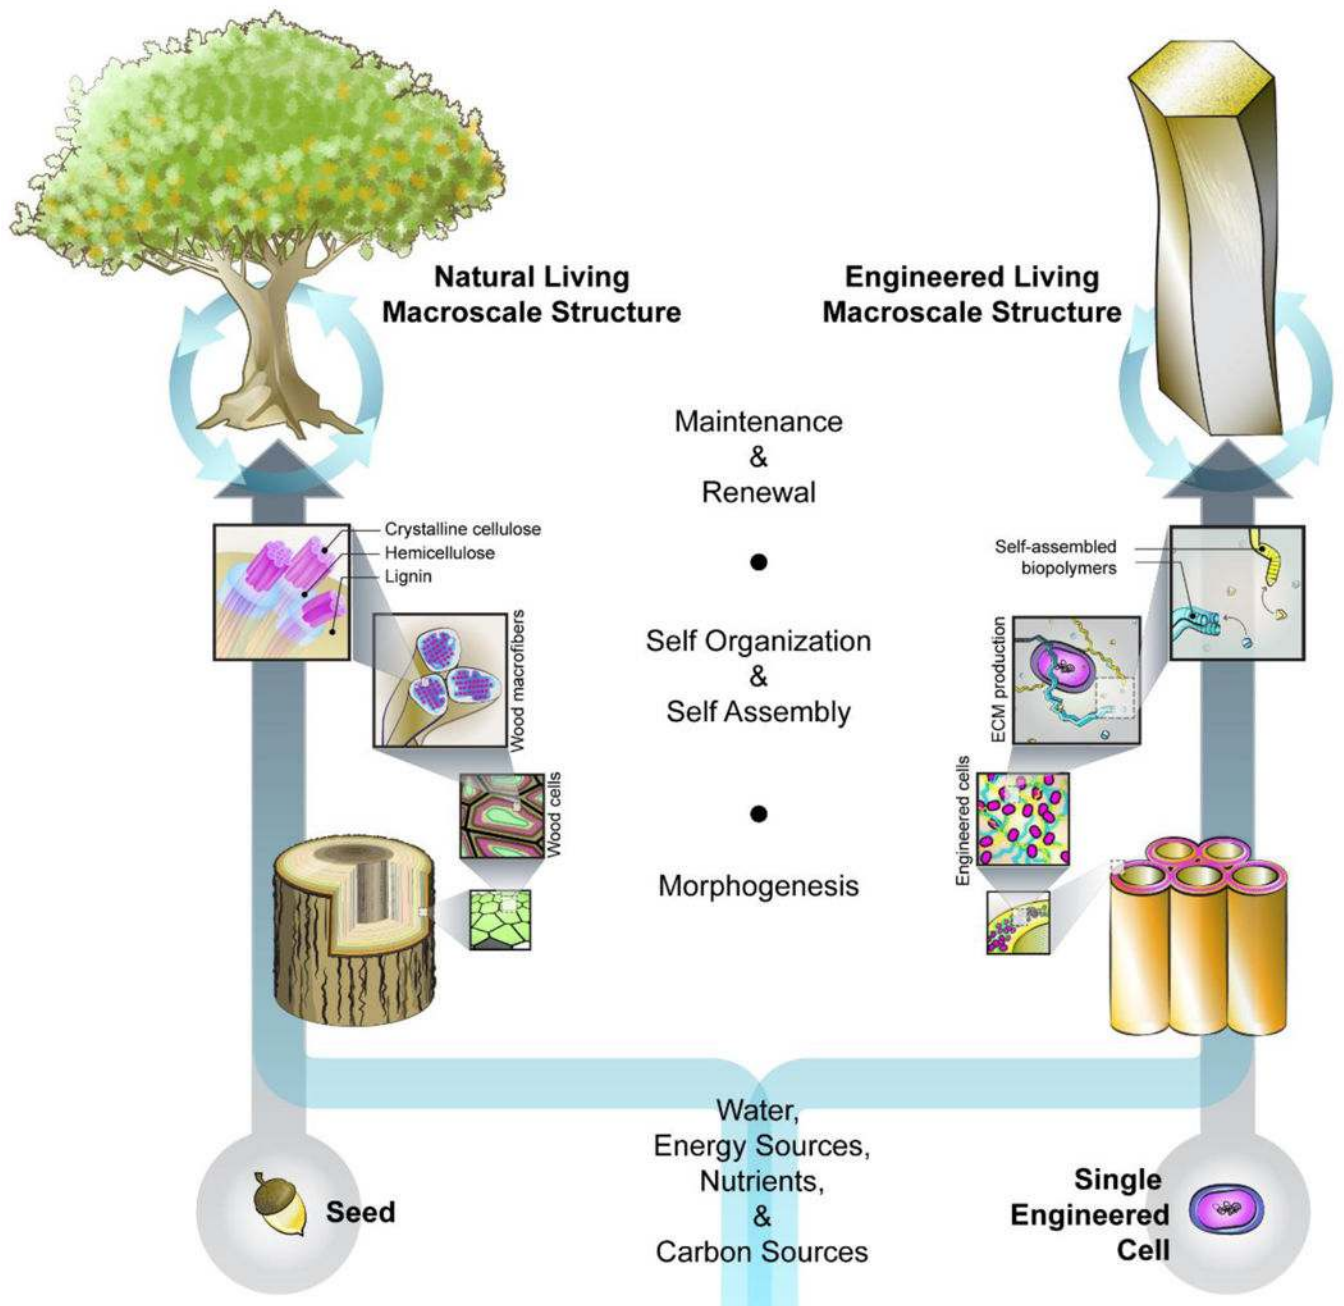 Natural Living
Macroscale Structure
Engineered Living
Macroscale Structure
Maintenance
&
Renewal
Crystalline cellulose
Hemicellulose
Lignin
Self-assembled
biopolymers
Wood macrofibers
Self Organization
&
Self Assembly
ECM production
Wood cells
Engineered cells
Morphogenesis
Water,
Energy Sources,
Nutrients,
&
Carbon Sources
Seed
Single
Engineered
Cell